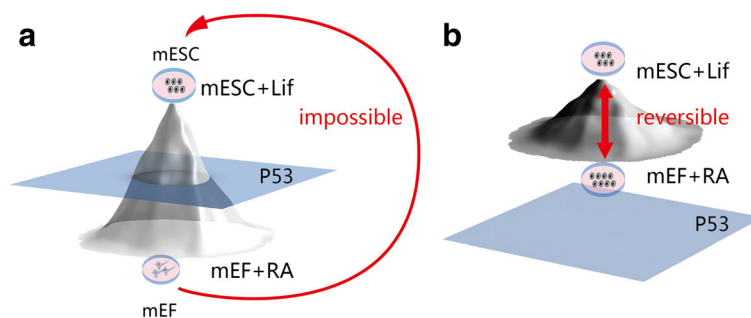 a
mESC
mESC+Lif
impossible
P53
mEF+RA
mEF
b
mESC+Lif
reversible
mEF+RA
P53